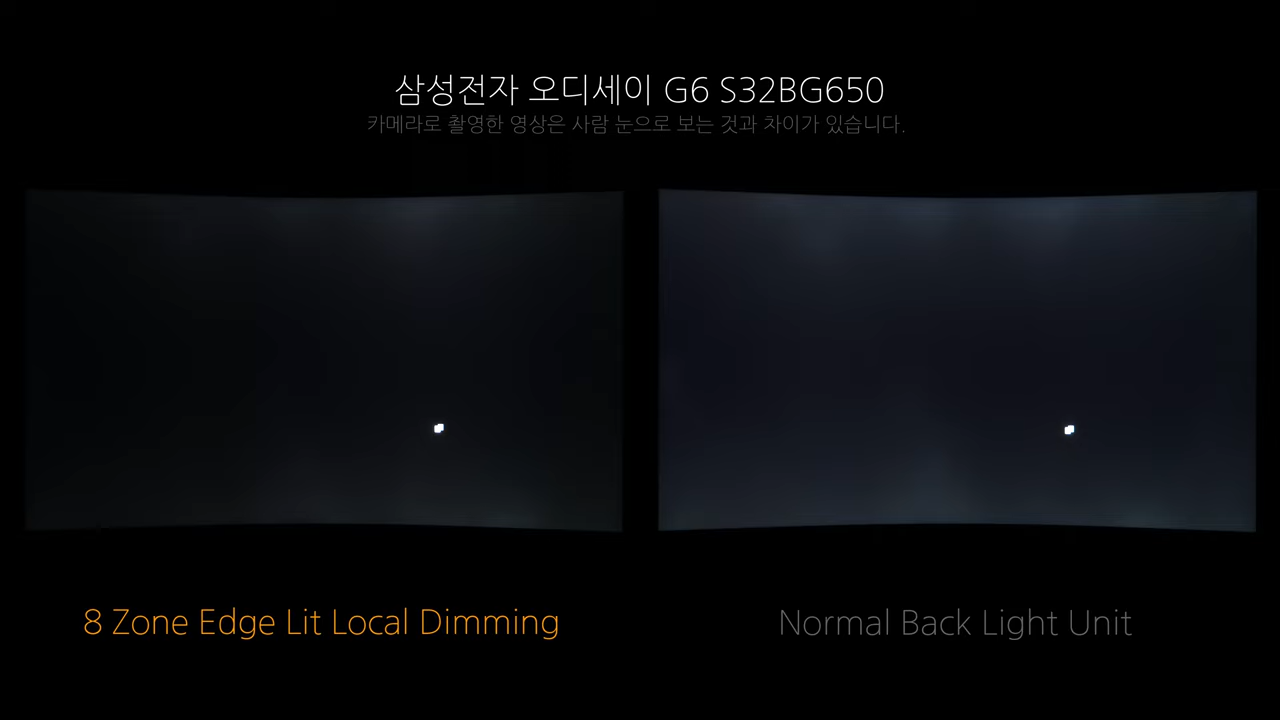 삼성전자 오디세이 G6 S32BG650
카메라로 촬영한 영상은 사람 눈으로 보는 것과 차이가 있습니다.
8 Zone Edge Lit Local Dimming
Normal Back Light Unit